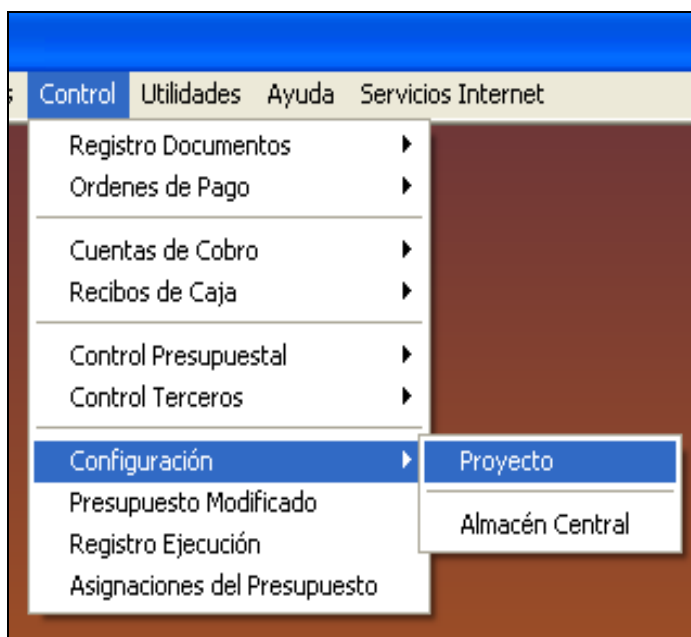 Control Utilidades Ayuda Servicios Internet
Registro Documentos
Ordenes de Pago
Cuentas de Cobro
Recibos de Caja
Control Presupuestal
Control Terceros
Configuración
Proyecto
Presupuesto Modificado
Almacén Central
Registro Ejecución
Asignaciones del Presupuesto